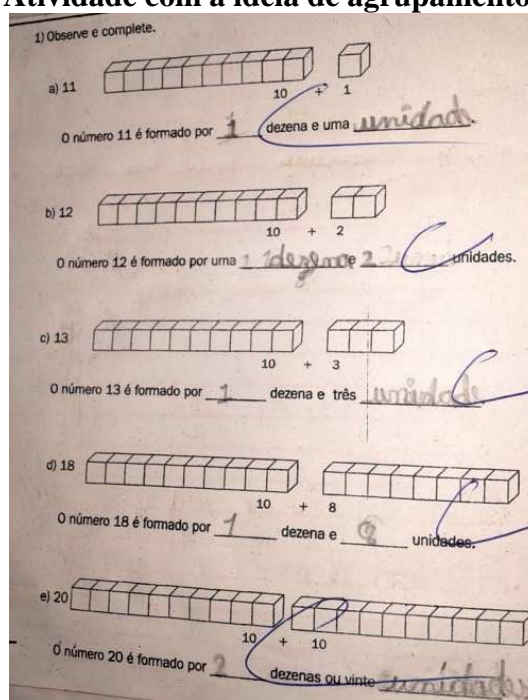 Atividade com a ideia de agrupamento
1) Observe e complete.
a) 11
10 + 1
O número 11 é formado por 1 dezena e uma unidad.
b) 12
10 + 2
O número 12 é formado por uma 1 1dezena e 2 unidades.
c) 13
10 + 3
O número 13 é formado por 1 dezena e três unidade
d) 18
10 + 8
O número 18 é formado por 1 dezena e 8 unidades.
e) 20
10 + 10
O número 20 é formado por 2 dezenas ou vinte unidade